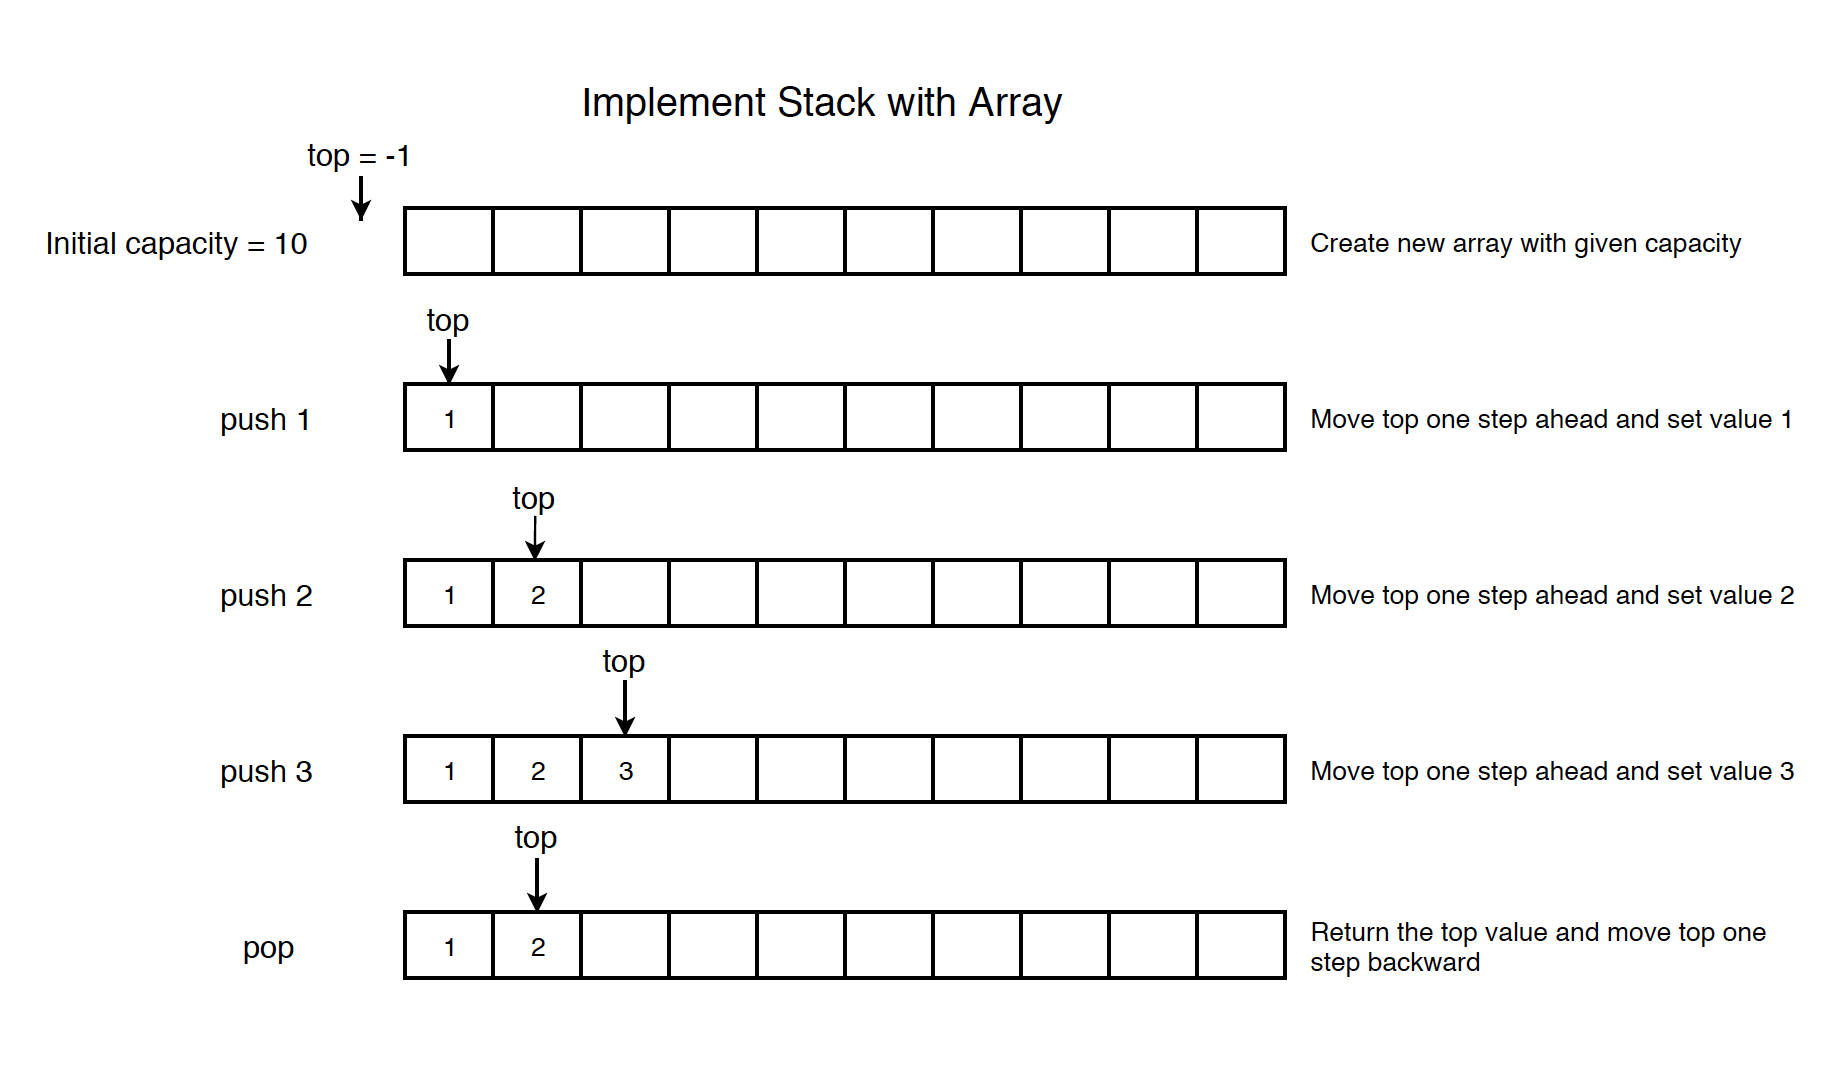 Implement Stack with Array
top = -1
Initial capacity = 10
Create new array with given capacity
top
push 1
1
Move top one step ahead and set value 1
top
push 2
1 2
Move top one step ahead and set value 2
top
push 3
1 2 3
Move top one step ahead and set value 3
top
pop
1 2
Return the top value and move top one
step backward